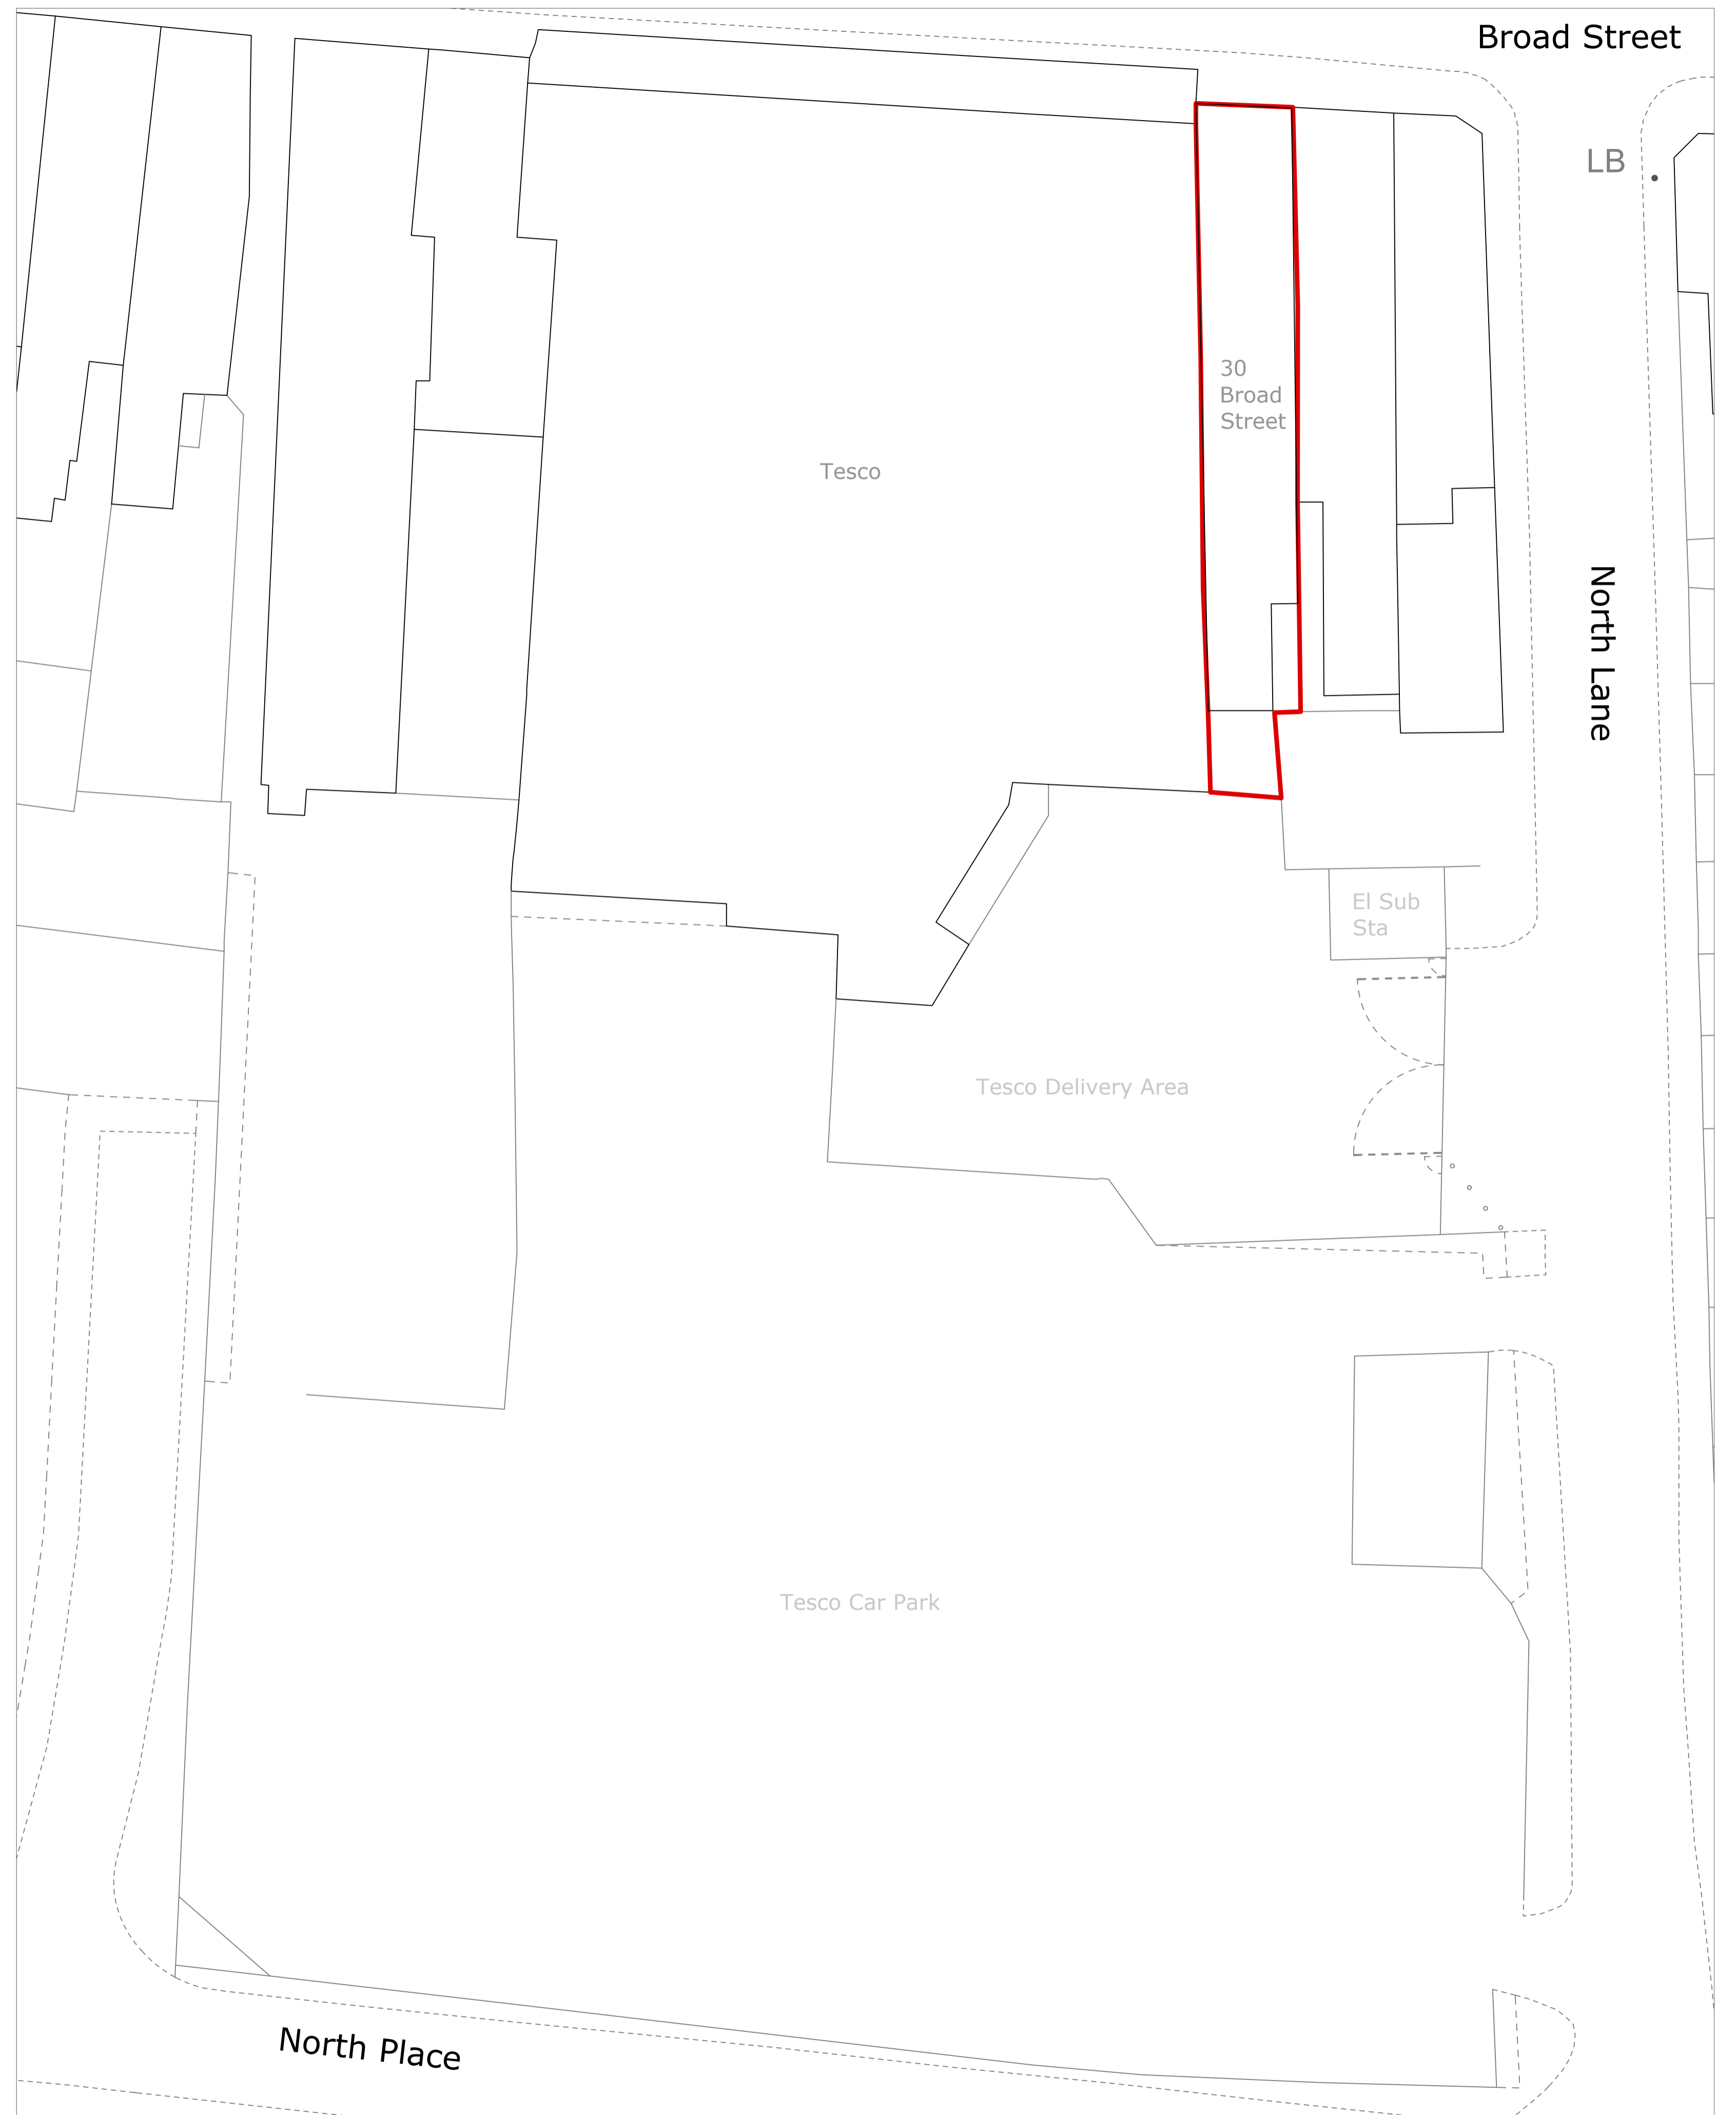 Broad Street
LB
30
Broad
Street
Tesco
North Lane
El Sub
Sta
Tesco Delivery Area
Tesco Car Park
North Place